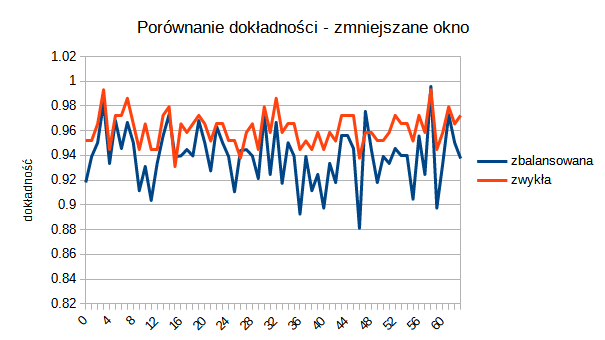 Porównanie dokładności - zmniejszane okno
1.02
1
0.98
0.96
0.94
0.92
0.9
0.88
0.86
0.84
0.82
dokładność
0 4 8 12 16 20 24 28 32 36 40 44 48 52 56 60
zbalansowana
zwykła